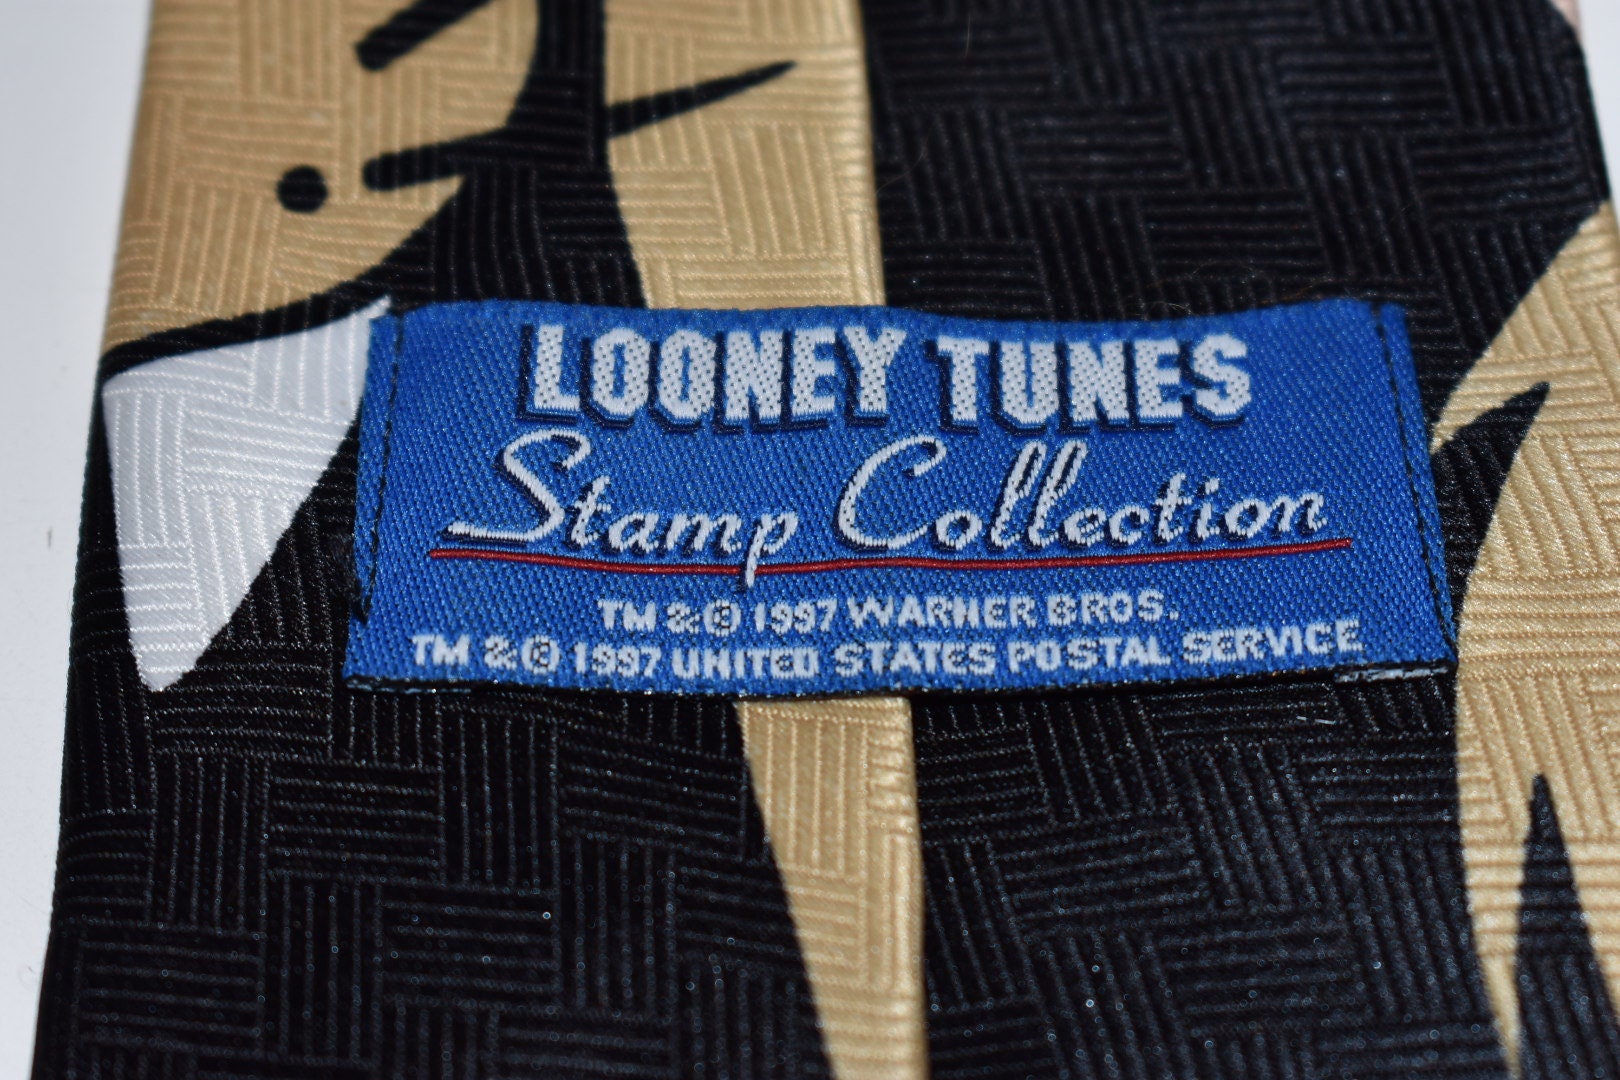 LOONEY TUNES
Stamp Collection
TM & © 1997 WARNER BROS.
TM & © 1997 UNITED STATES POSTAL SERVICE